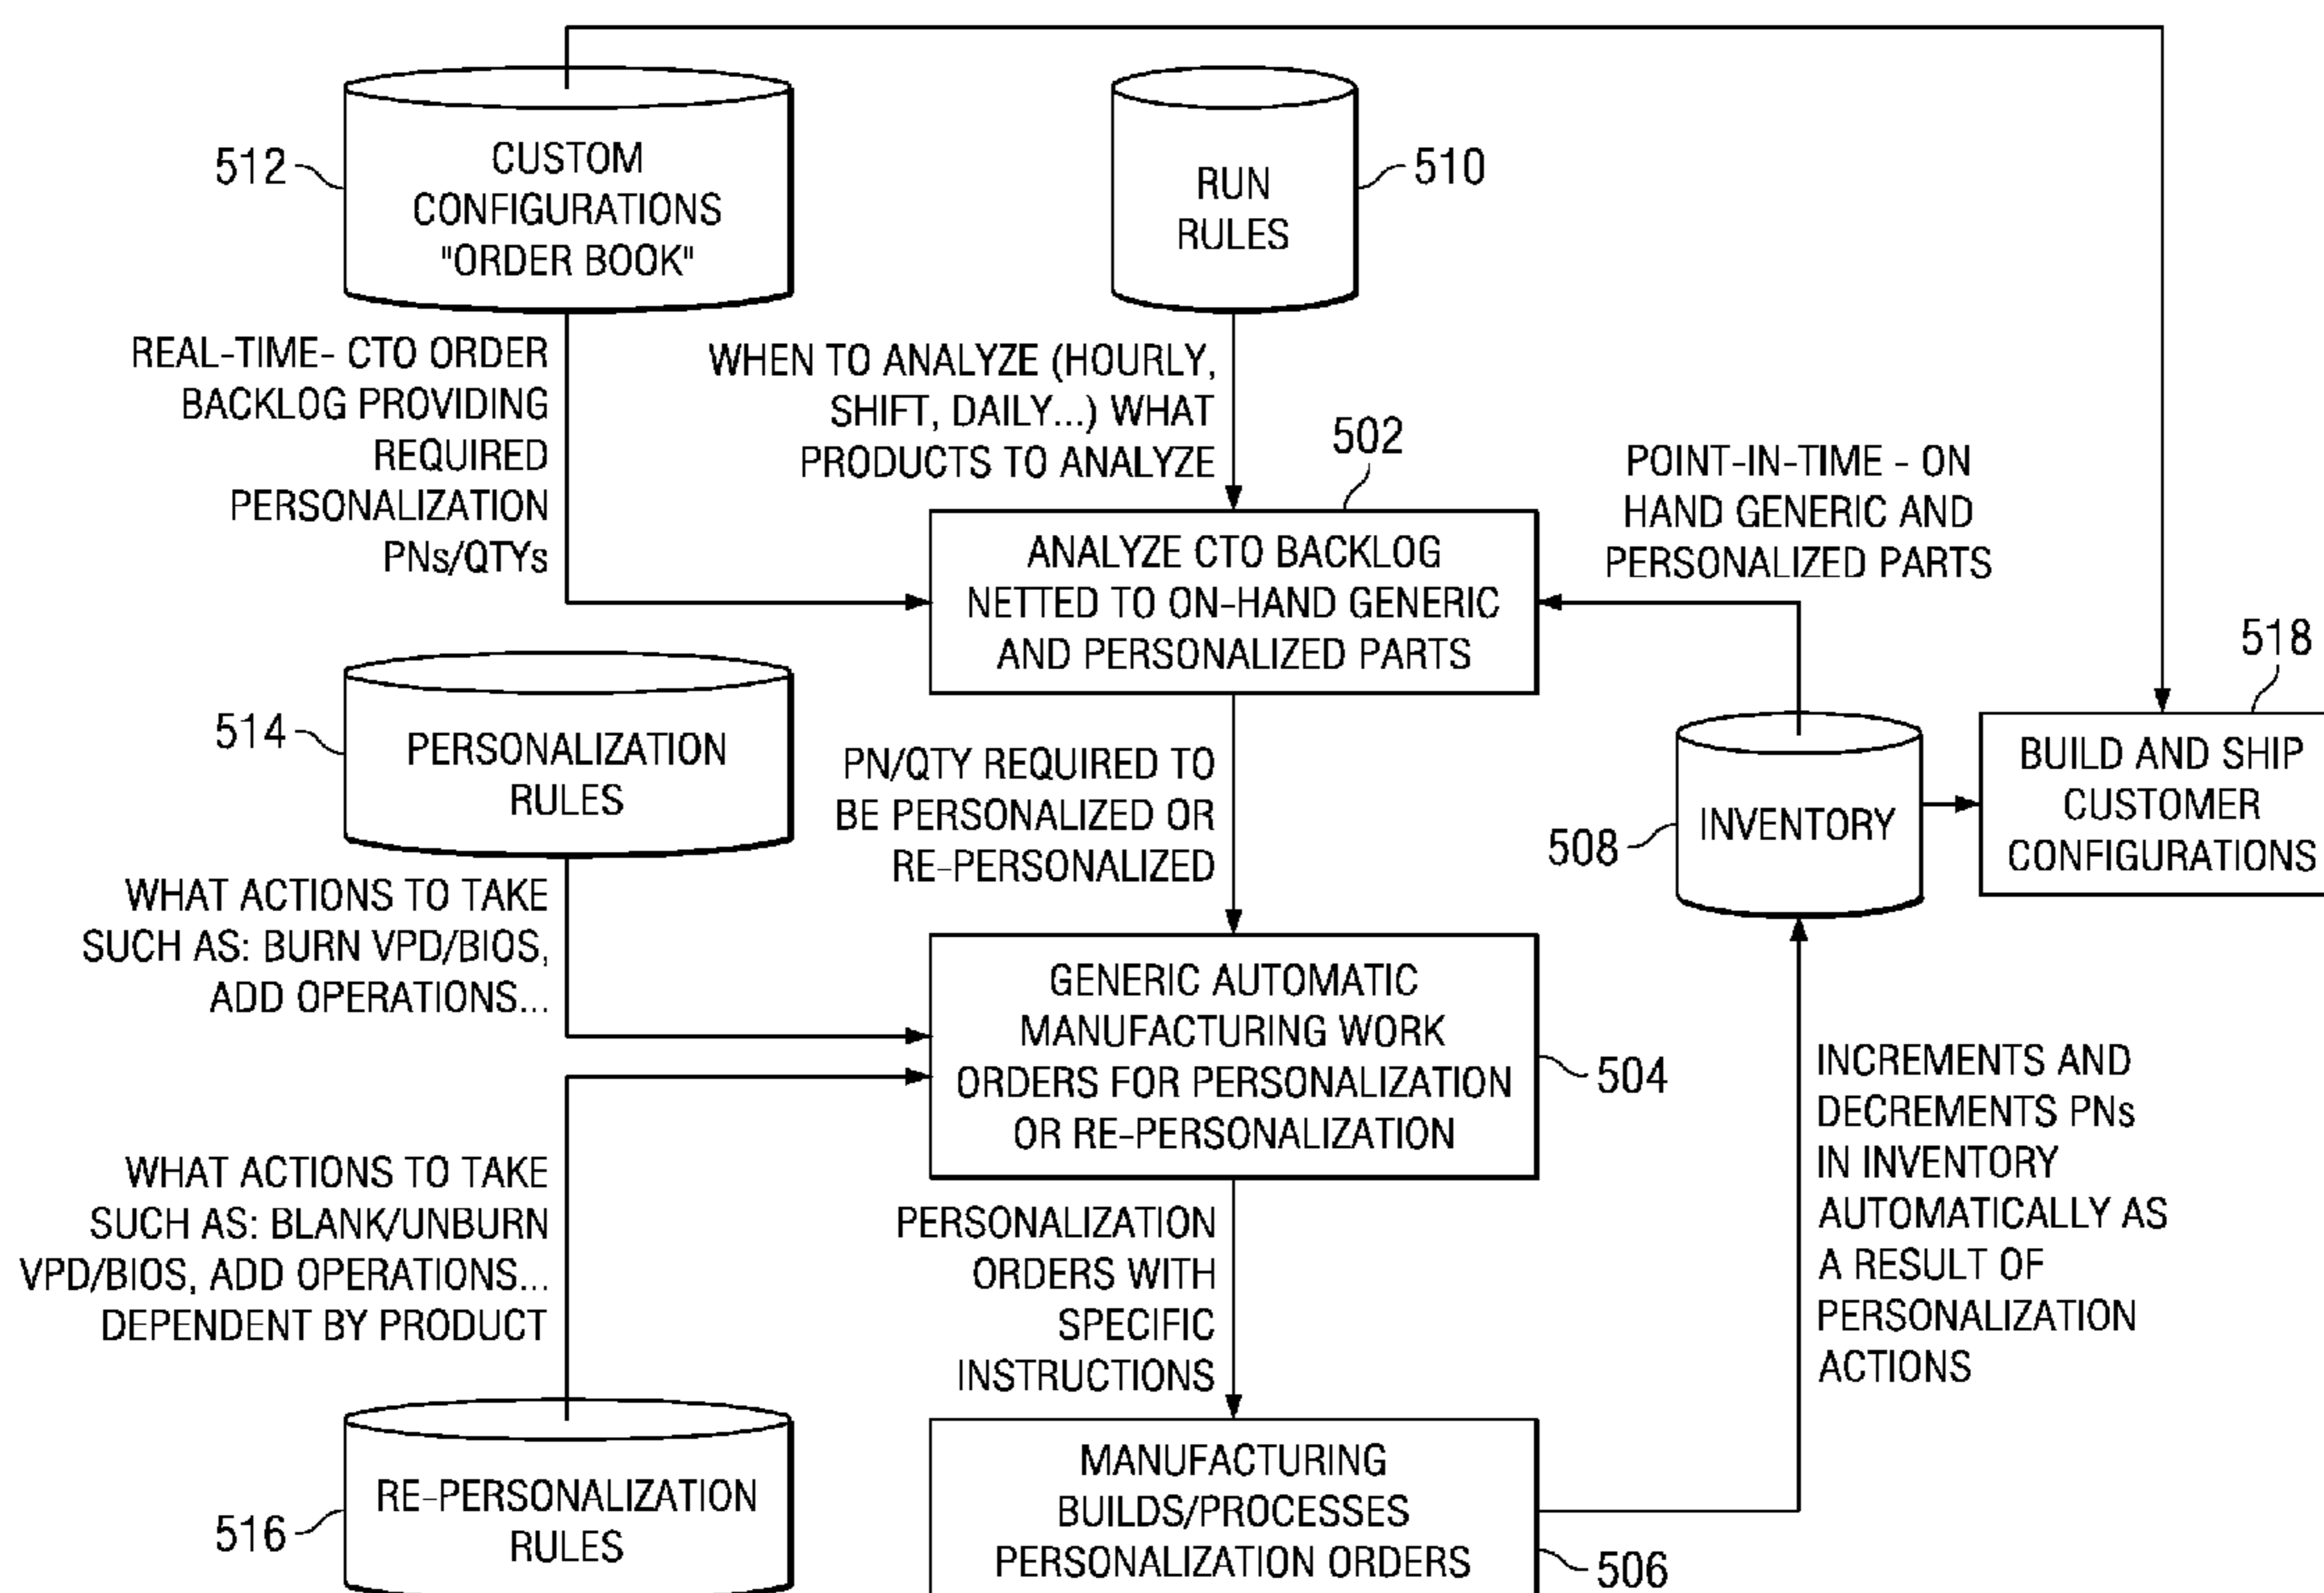 512
CUSTOM
CONFIGURATIONS
"ORDER BOOK"
RUN
RULES
510
REAL-TIME- CTO ORDER
BACKLOG PROVIDING
REQUIRED
PERSONALIZATION
PNs/QTYs
WHEN TO ANALYZE (HOURLY,
SHIFT, DAILY...) WHAT
PRODUCTS TO ANALYZE
502
POINT-IN-TIME - ON
HAND GENERIC AND
PERSONALIZED PARTS
ANALYZE CTO BACKLOG
NETTED TO ON-HAND GENERIC
AND PERSONALIZED PARTS
518
514
PERSONALIZATION
RULES
PN/QTY REQUIRED TO
BE PERSONALIZED OR
RE-PERSONALIZED
508
INVENTORY
BUILD AND SHIP
CUSTOMER
CONFIGURATIONS
WHAT ACTIONS TO TAKE
SUCH AS: BURN VPD/BIOS,
ADD OPERATIONS...
GENERIC AUTOMATIC
MANUFACTURING WORK
ORDERS FOR PERSONALIZATION
OR RE-PERSONALIZATION
504
INCREMENTS AND
DECREMENTS PNs
IN INVENTORY
AUTOMATICALLY AS
A RESULT OF
PERSONALIZATION
ACTIONS
WHAT ACTIONS TO TAKE
SUCH AS: BLANK/UNBURN
VPD/BIOS, ADD OPERATIONS...
DEPENDENT BY PRODUCT
PERSONALIZATION
ORDERS WITH
SPECIFIC
INSTRUCTIONS
516
RE-PERSONALIZATION
RULES
MANUFACTURING
BUILDS/PROCESSES
PERSONALIZATION ORDERS
506